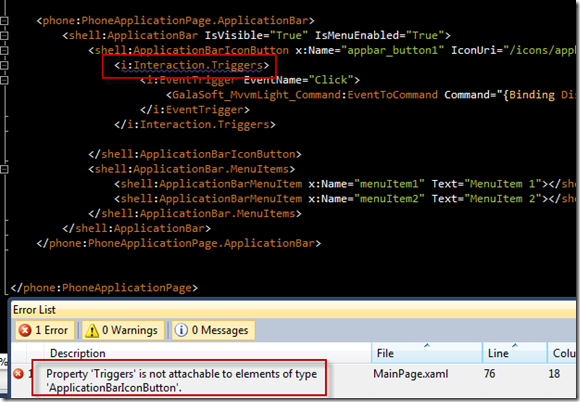 <phone:PhoneApplicationPage.ApplicationBar>
<shell:ApplicationBar IsVisible="True" IsMenuEnabled="True">
<shell:ApplicationBarIconButton x:Name="appbar_button1" IconUri="/icons/app
<i:Interaction.Triggers>
<i:EventTrigger EventName="Click">
<GalaSoft_MvvmLight_Command:EventToCommand Command="{Binding Dis
</i:EventTrigger>
</i:Interaction.Triggers>
</shell:ApplicationBarIconButton>
<shell:ApplicationBar.MenuItems>
<shell:ApplicationBarMenuItem x:Name="menuItem1" Text="MenuItem 1"></she
<shell:ApplicationBarMenuItem x:Name="menuItem2" Text="MenuItem 2"></she
</shell:ApplicationBar.MenuItems>
</shell:ApplicationBar>
</phone:PhoneApplicationPage.ApplicationBar>
</phone:PhoneApplicationPage>
Error List
1 Error 0 Warnings 0 Messages
%
Description File Line Column
1 Property 'Triggers' is not attachable to elements of type 'ApplicationBarIconButton'. MainPage.xaml 76 18